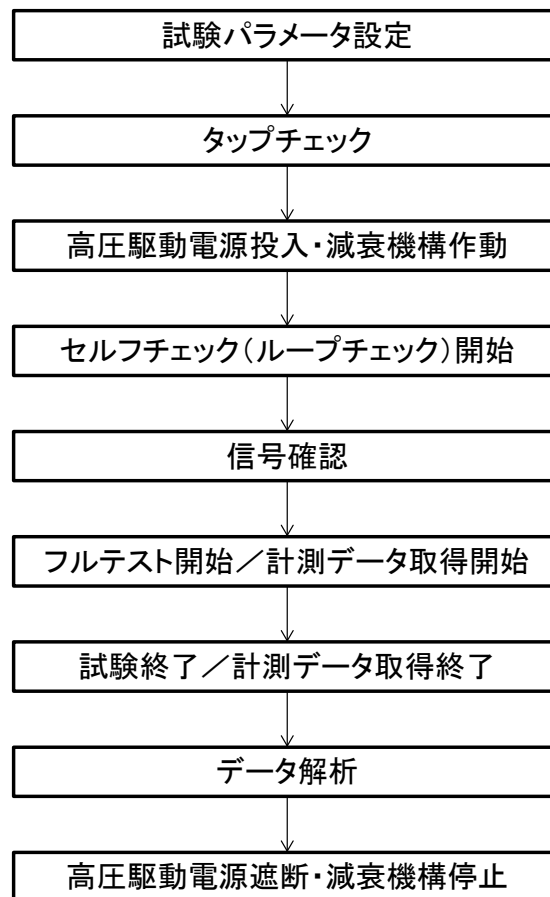 試験パラメータ設定
タップチェック
高圧駆動電源投入・減衰機構作動
セルフチェック(ループチェック)開始
信号確認
フルテスト開始／計測データ取得開始
試験終了／計測データ取得終了
データ解析
高圧駆動電源遮断・減衰機構停止